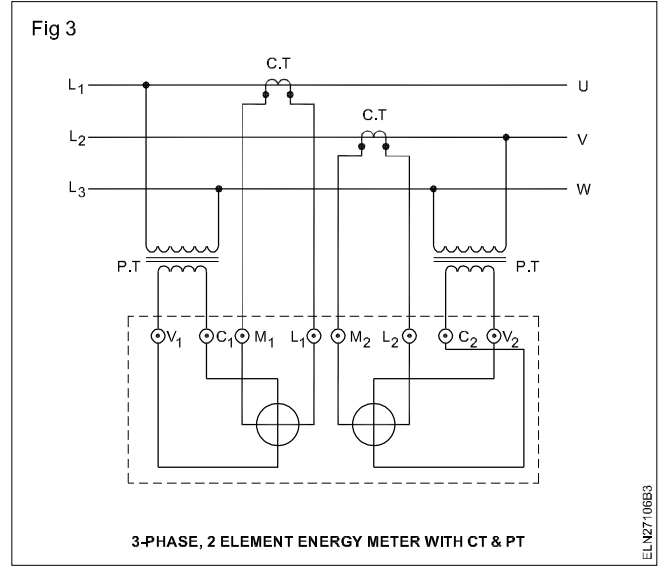 Fig 3
C.T
L1 U
C.T
L2 V
L3 W
P.T P.T
V1 C1 M1 L1 M2 L2 C2 V2
3-PHASE, 2 ELEMENT ENERGY METER WITH CT & PT
ELN27106B3